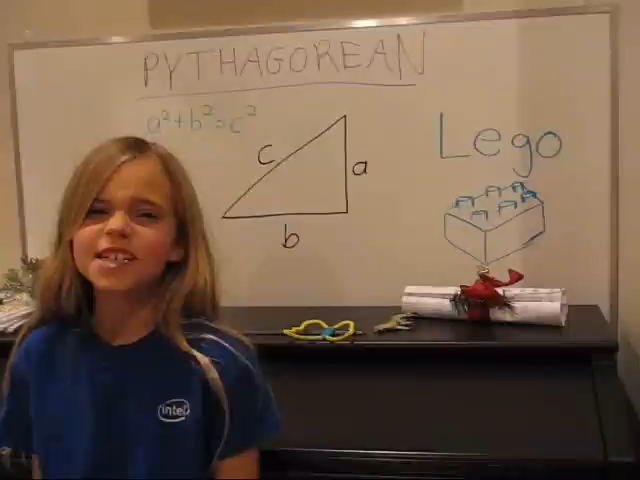 PYTHAGOREAN
a²+b²=c²
Lego
c
a
b
intel